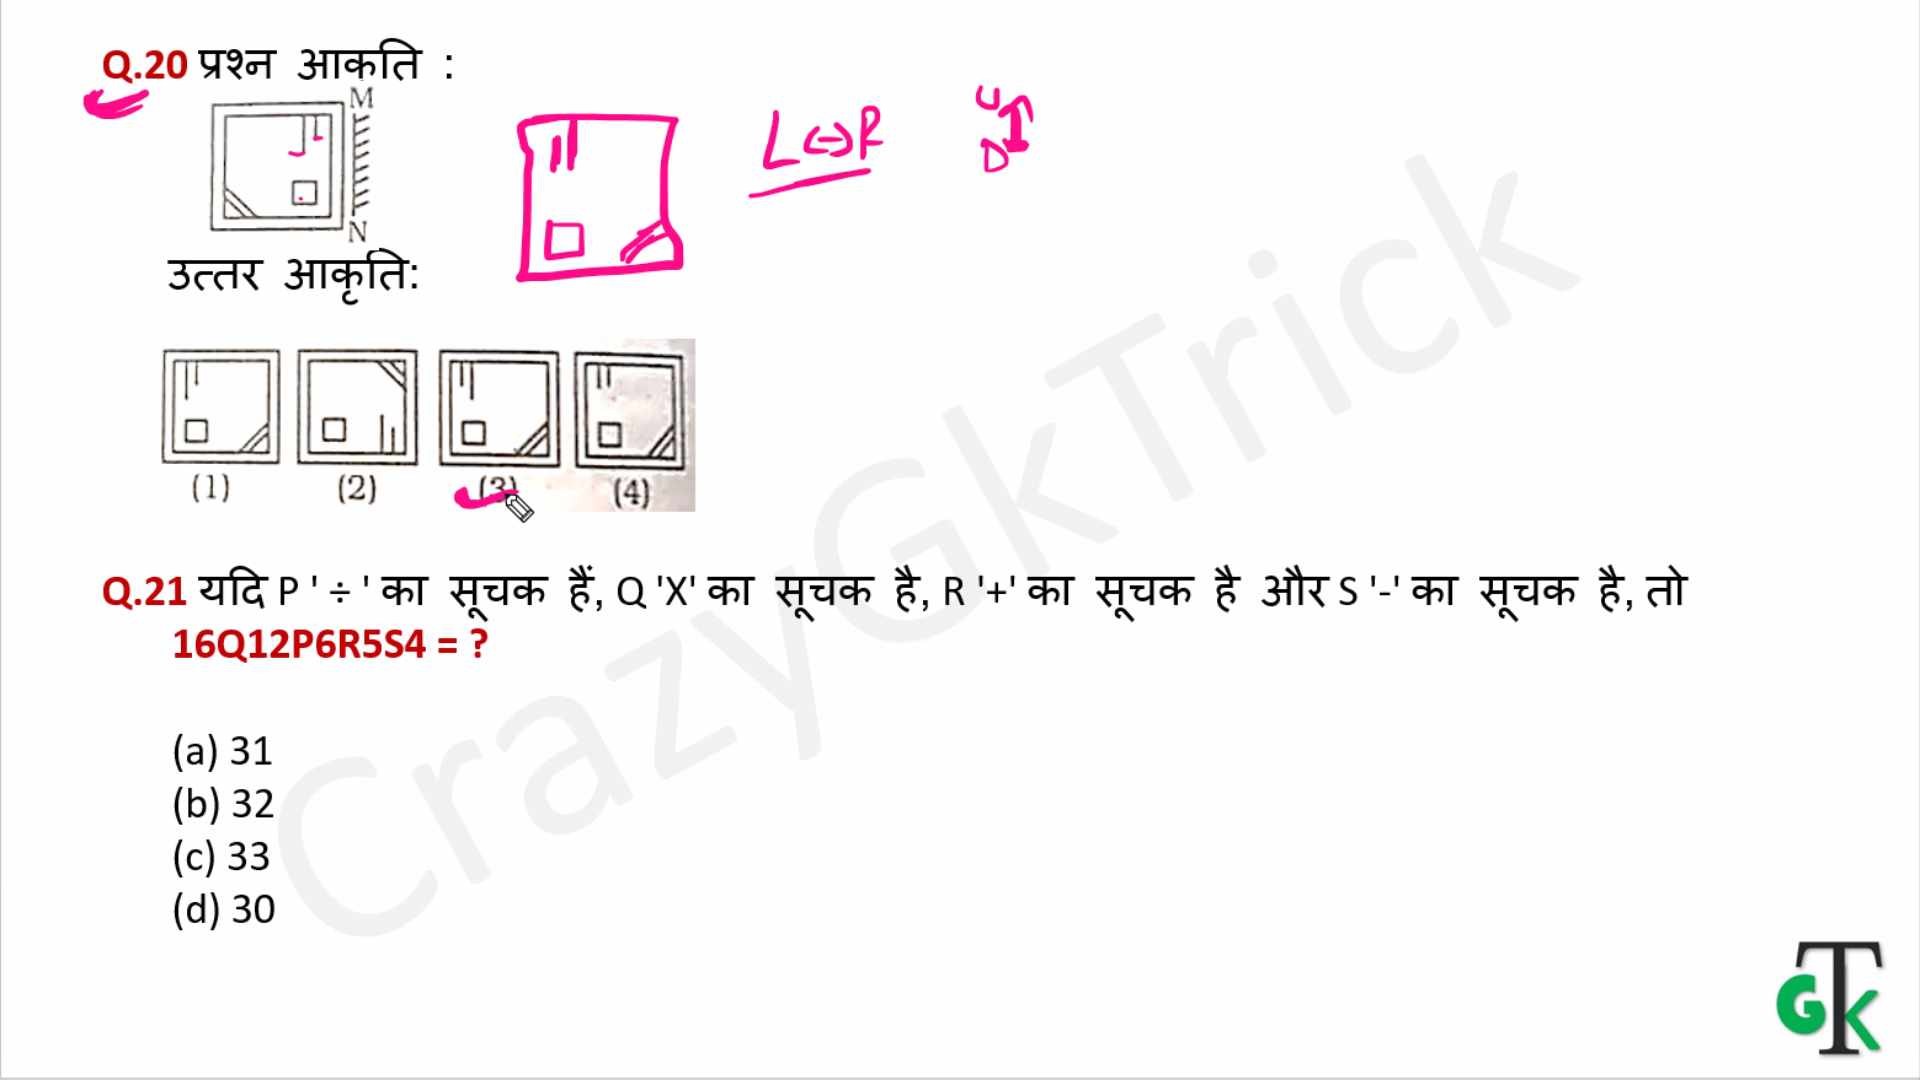 Q.20 प्रश्न आकृति :
M
N
L↔R
U
D
उत्तर आकृति:
(1) (2) (3) (4)
Q.21 यदि P ' ÷ ' का सूचक हैं, Q 'X' का सूचक है, R '+' का सूचक है और S '-' का सूचक है, तो
16Q12P6R5S4 = ?
(a) 31
(b) 32
(c) 33
(d) 30
CrazyGkTrick
GTK